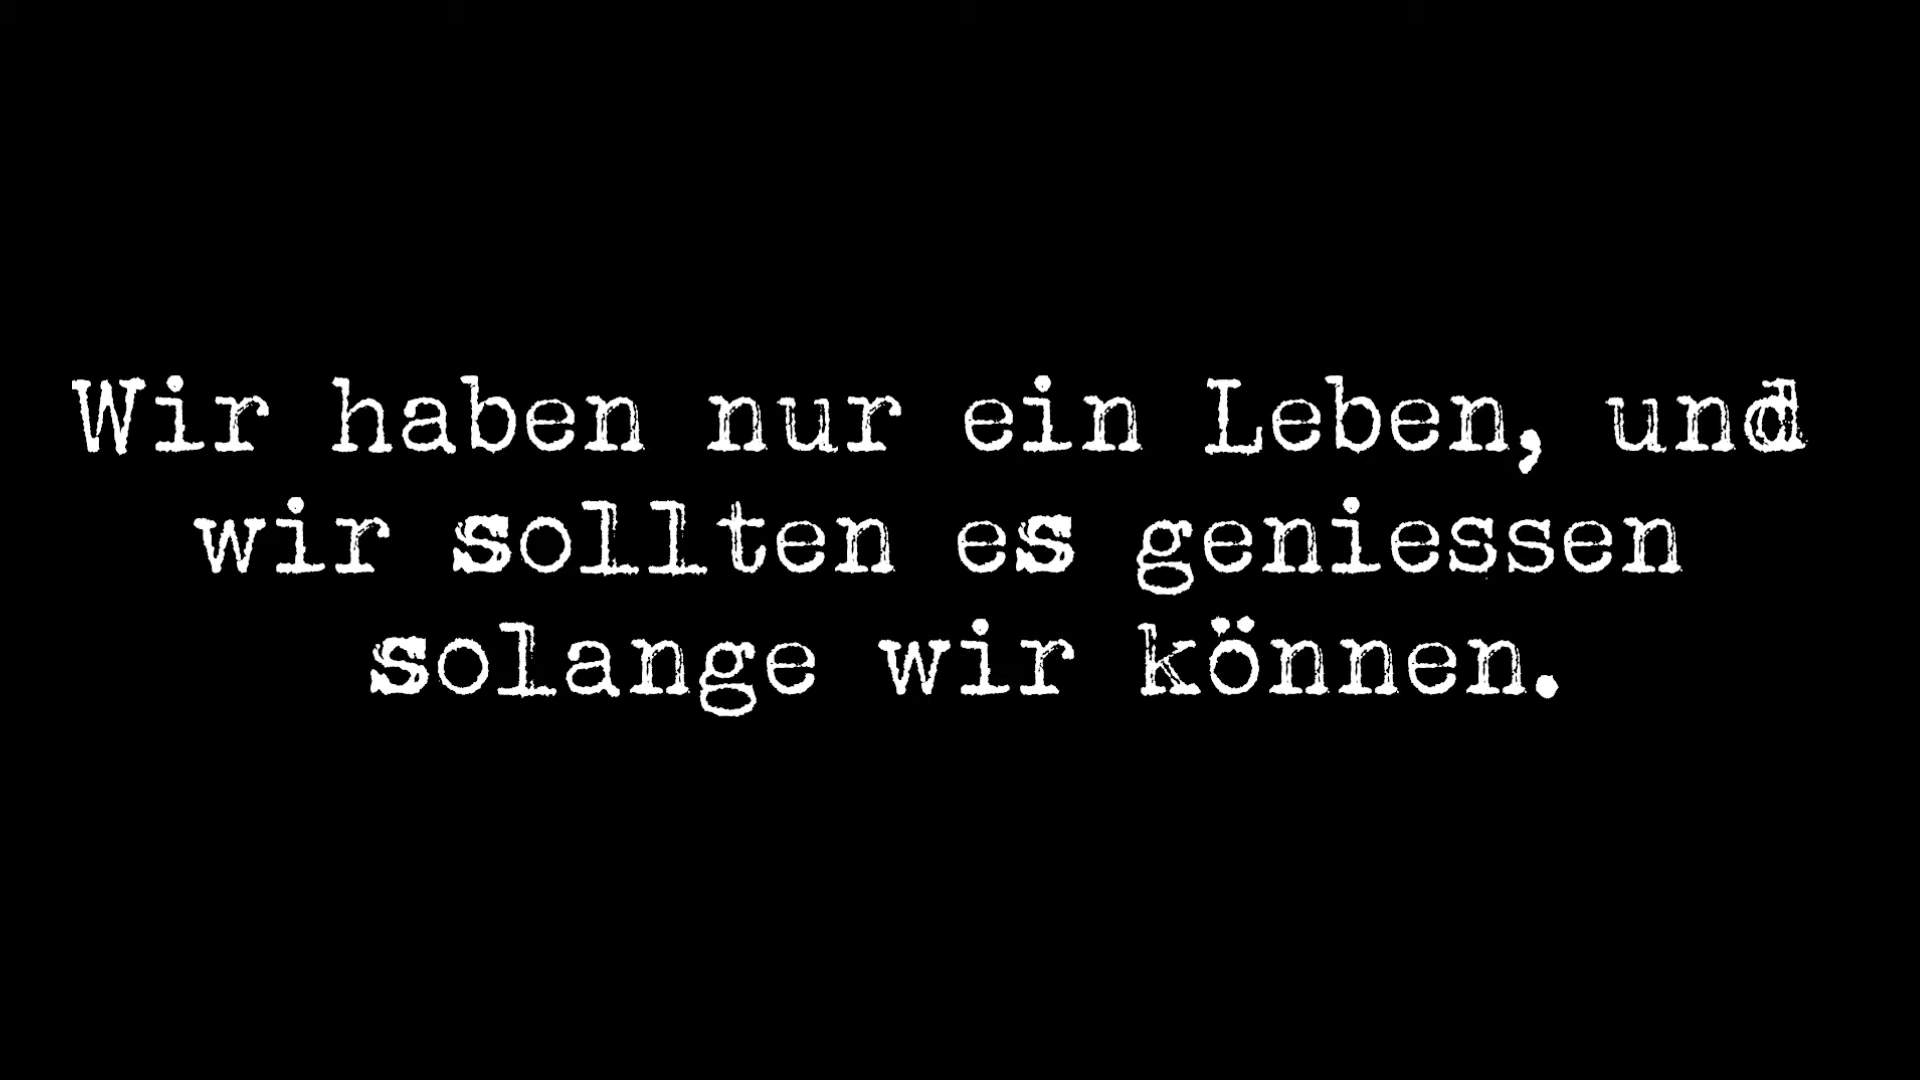 Wir haben nur ein Leben, und
wir sollten es geniessen
solange wir können.